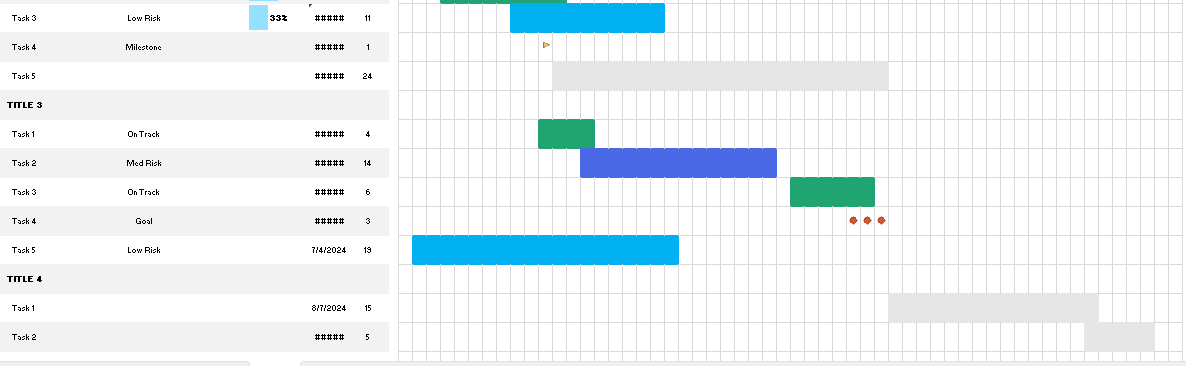 Task 3 Low Risk 33% ##### 11
Task 4 Milestone ##### 1
Task 5 ##### 24
TITLE 3
Task 1 On Track ##### 4
Task 2 Med Risk ##### 14
Task 3 On Track ##### 6
Task 4 Goal ##### 3
Task 5 Low Risk 7/4/2024 19
TITLE 4
Task 1 8/7/2024 15
Task 2 ##### 5